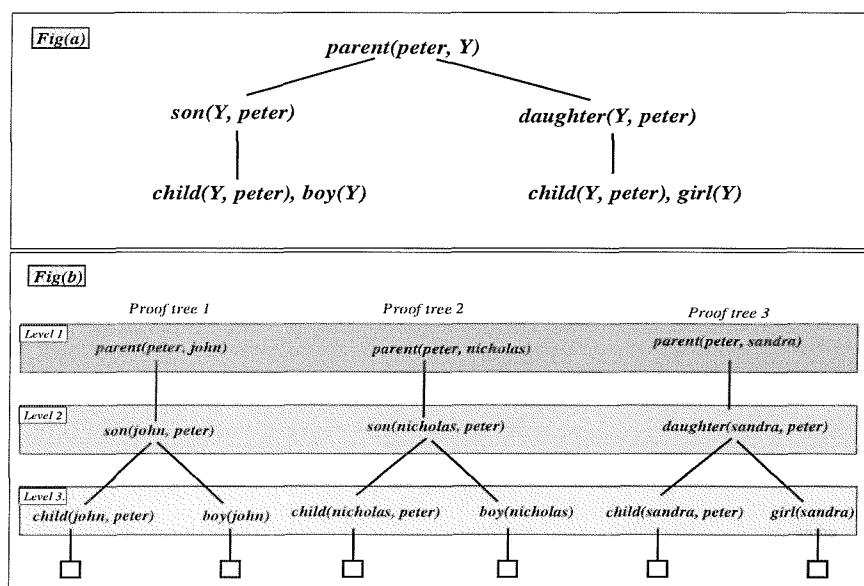 Fig(a)
parent(peter, Y)
son(Y, peter)
daughter(Y, peter)
child(Y, peter), boy(Y)
child(Y, peter), girl(Y)
Fig(b)
Proof tree 1
Proof tree 2
Proof tree 3
Level 1
parent(peter, john)
parent(peter, nicholas)
parent(peter, sandra)
Level 2
son(john, peter)
son(nicholas, peter)
daughter(sandra, peter)
Level 3.
child(john, peter)
boy(john)
child(nicholas, peter)
boy(nicholas)
child(sandra, peter)
girl(sandra)